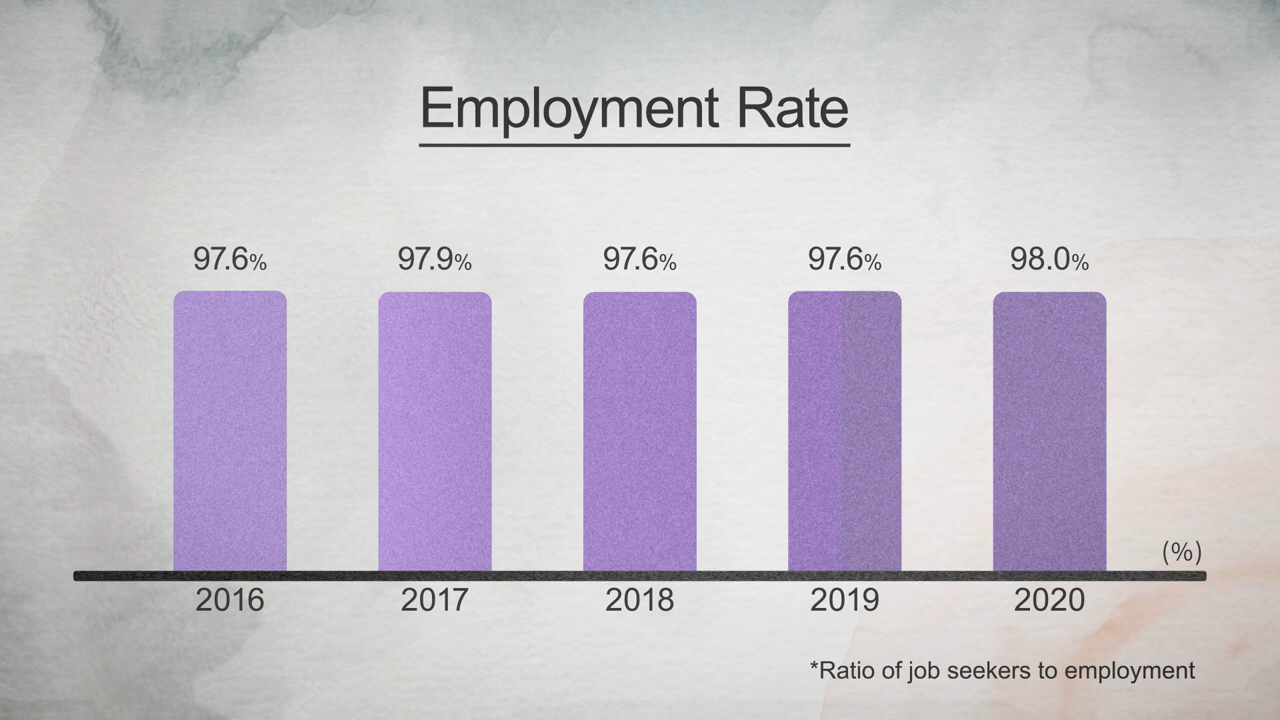 Employment Rate
97.6% 97.9% 97.6% 97.6% 98.0%
(%)
2016 2017 2018 2019 2020
*Ratio of job seekers to employment